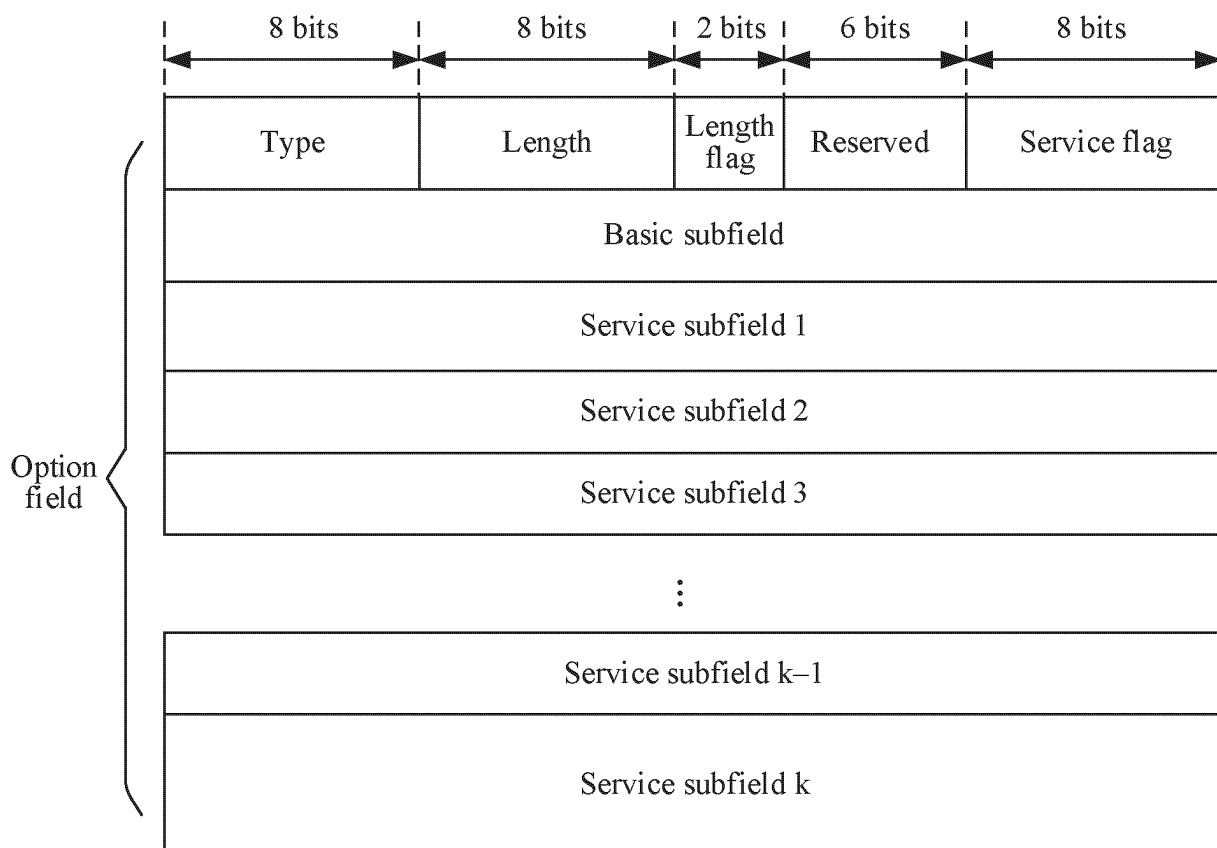 8 bits 8 bits 2 bits 6 bits 8 bits
Type Length Length flag Reserved Service flag
Basic subfield
Service subfield 1
Service subfield 2
Service subfield 3
Option
field
⋮
Service subfield k–1
Service subfield k